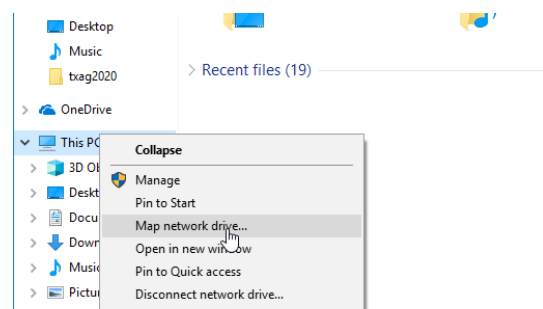 Desktop
Music
txag2020
Recent files (19)
OneDrive
This PC
Collapse
3D Ob
Manage
Deskt
Pin to Start
Docu
Map network drive...
Down
Open in new window
Music
Pin to Quick access
Pictu
Disconnect network drive...